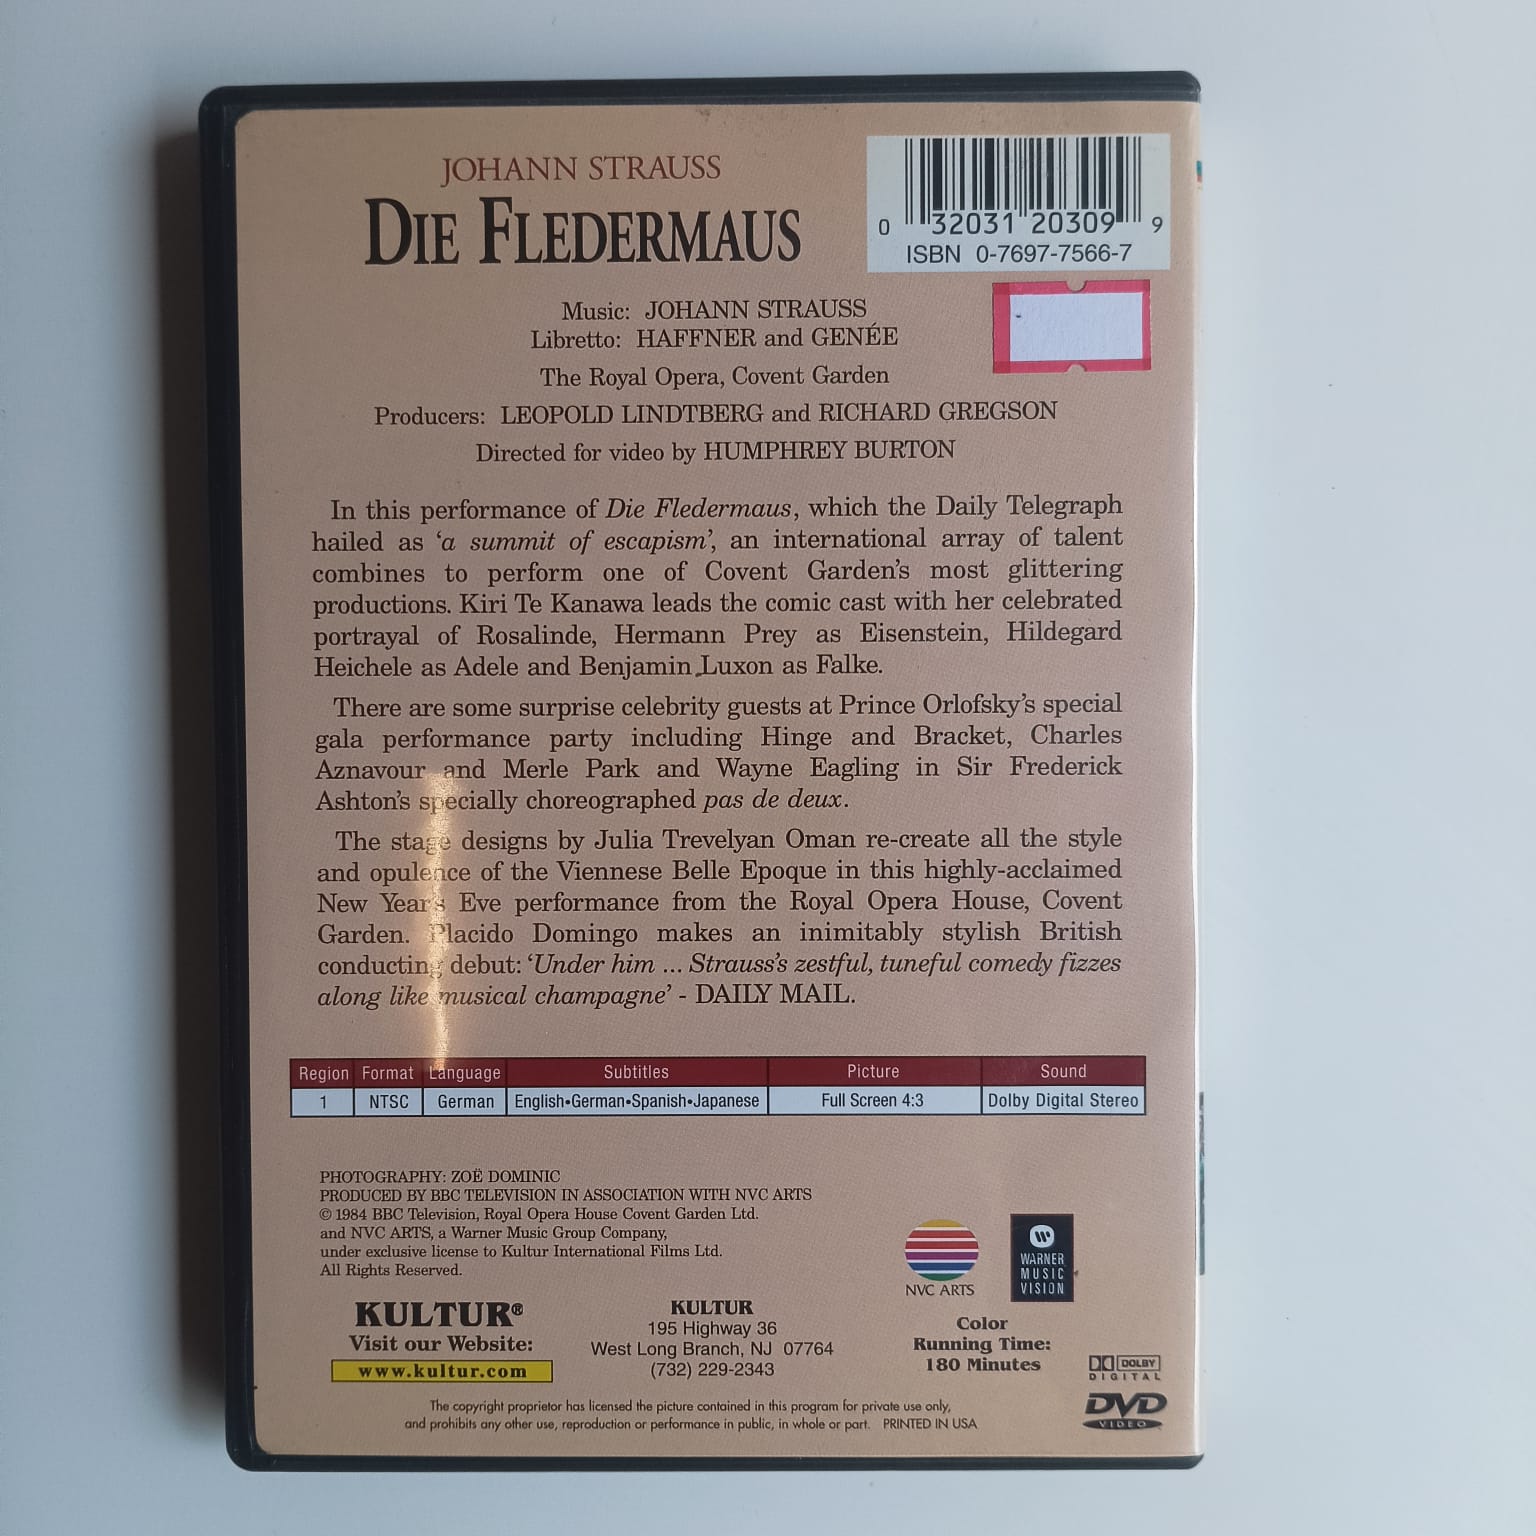 JOHANN STRAUSS
DIE FLEDERMAUS
0 32031 20309 9
ISBN 0-7697-7566-7
Music: JOHANN STRAUSS
Libretto: HAFFNER and GENÉE
The Royal Opera, Covent Garden
Producers: LEOPOLD LINDTBERG and RICHARD GREGSON
Directed for video by HUMPHREY BURTON
In this performance of Die Fledermaus, which the Daily Telegraph
hailed as ‘a summit of escapism’, an international array of talent
combines to perform one of Covent Garden’s most glittering
productions. Kiri Te Kanawa leads the comic cast with her celebrated
portrayal of Rosalinde, Hermann Prey as Eisenstein, Hildegard
Heichele as Adele and Benjamin Luxon as Falke.
There are some surprise celebrity guests at Prince Orlofsky’s special
gala performance party including Hinge and Bracket, Charles
Aznavour and Merle Park and Wayne Eagling in Sir Frederick
Ashton’s specially choreographed pas de deux.
The stage designs by Julia Trevelyan Oman re-create all the style
and opulence of the Viennese Belle Epoque in this highly-acclaimed
New Year’s Eve performance from the Royal Opera House, Covent
Garden. Placido Domingo makes an inimitably stylish British
conducting debut: ‘Under him ... Strauss’s zestful, tuneful comedy fizzes
along like musical champagne’ - DAILY MAIL.
Region Format Language Subtitles Picture Sound
1 NTSC German English•German•Spanish•Japanese Full Screen 4:3 Dolby Digital Stereo
PHOTOGRAPHY: ZOË DOMINIC
PRODUCED BY BBC TELEVISION IN ASSOCIATION WITH NVC ARTS
© 1984 BBC Television, Royal Opera House Covent Garden Ltd.
and NVC ARTS, a Warner Music Group Company,
under exclusive license to Kultur International Films Ltd.
All Rights Reserved.
NVC ARTS
WARNER
MUSIC
VISION
KULTUR®
Visit our Website:
www.kultur.com
KULTUR
195 Highway 36
West Long Branch, NJ 07764
(732) 229-2343
Color
Running Time:
180 Minutes
DOLBY
DIGITAL
DVD
VIDEO
The copyright proprietor has licensed the picture contained in this program for private use only,
and prohibits any other use, reproduction or performance in public, in whole or part. PRINTED IN USA